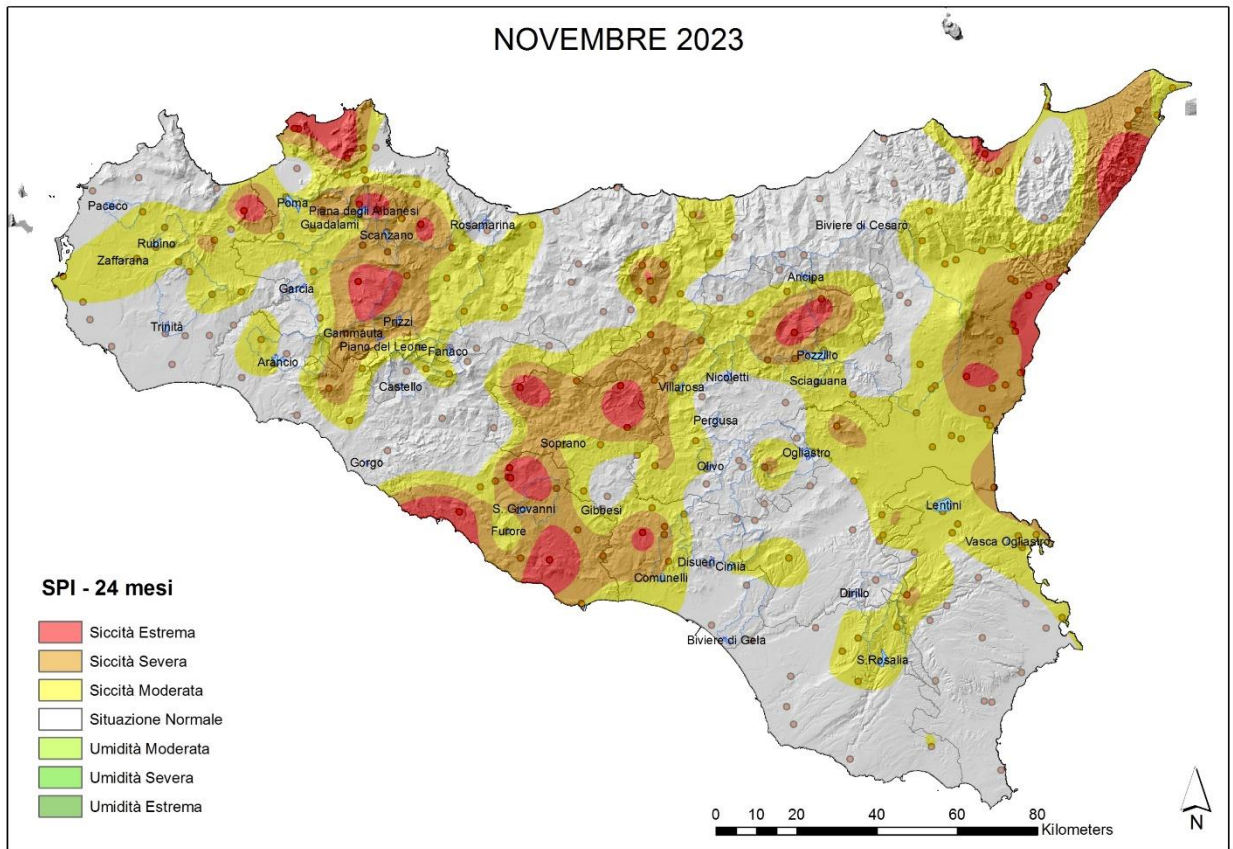 NOVEMBRE 2023
Paceco
Poma
Piana degli Albanesi
Guadalami
Rosamarina
Scanzano
Rubino
Zaffarana
Biviere di Cesaro
Ancipa
Garcia
Trinità
Prizzi
Gammauta
Piano del Leone
Fanaco
Arancio
Castello
Pozzillo
Nicoletti
Sciaguana
Villarosa
Pergusa
Soprano
Ogliastro
Gorgo
Olivo
S. Giovanni
Gibbesi
Lentini
Furore
Vasca Ogliastro
Disueri
Cimia
Comunelli
Dirillo
Biviere di Gela
S.Rosalia
SPI - 24 mesi
Siccità Estrema
Siccità Severa
Siccità Moderata
Situazione Normale
Umidità Moderata
Umidità Severa
Umidità Estrema
0 10 20 40 60 80
Kilometers
N